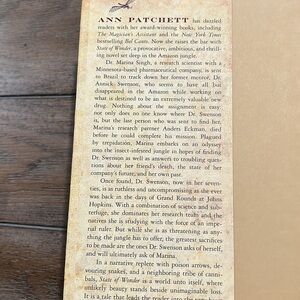 ANN PATCHETT has dazzled
readers with her award-winning books, including
The Magician's Assistant and the New York Times
bestselling Bel Canto. Now she raises the bar with
State of Wonder, a provocative, ambitious, and thrill-
ing novel set deep in the Amazon jungle.
Dr. Marina Singh, a research scientist with a
Minnesota-based pharmaceutical company, is sent
to Brazil to track down her former mentor, Dr.
Annick Swenson, who seems to have all but
disappeared in the Amazon while working on
what is destined to be an extremely valuable new
drug. Nothing about the assignment is easy:
not only does no one know where Dr. Swenson
is, but the last person who was sent to find her,
Marina's research partner Anders Eckman, died
before he could complete his mission. Plagued
by trepidation, Marina embarks on an odyssey
into the insect-infested jungle in hopes of finding
Dr. Swenson as well as answers to troubling ques-
tions about her friend's death, the state of her
company's future, and her own past.
Once found, Dr. Swenson, now in her seven-
ties, is as ruthless and uncompromising as she ever
was back in the days of Grand Rounds at Johns
Hopkins. With a combination of science and sub-
terfuge, she dominates her research team and the
natives she is studying with the force of an impe-
rial ruler. But while she is as threatening as any-
thing the jungle has to offer, the greatest sacrifices
to be made are the ones Dr. Swenson asks of herself,
and will ultimately ask of Marina.
In a narrative replete with poison arrows, de-
vouring snakes, and a neighboring tribe of canni-
bals, State of Wonder is a world unto itself, where
unlikely beauty stands beside unimaginable loss.
It is a tale that leads the reader into the